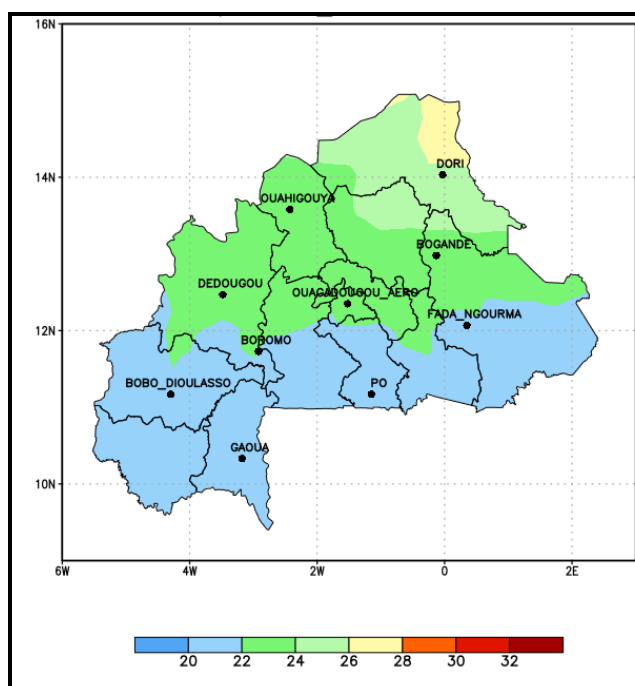 16N
DORI
14N
OUAHIGOUYA
BOGANDE
DEDOUGOU
OUAGADOUGOU_AERO
FADA_NGOURMA
12N
BOROMO
BOBO_DIOULASSO
PO
GAOUA
10N
6W 4W 2W 0 2E
20 22 24 26 28 30 32